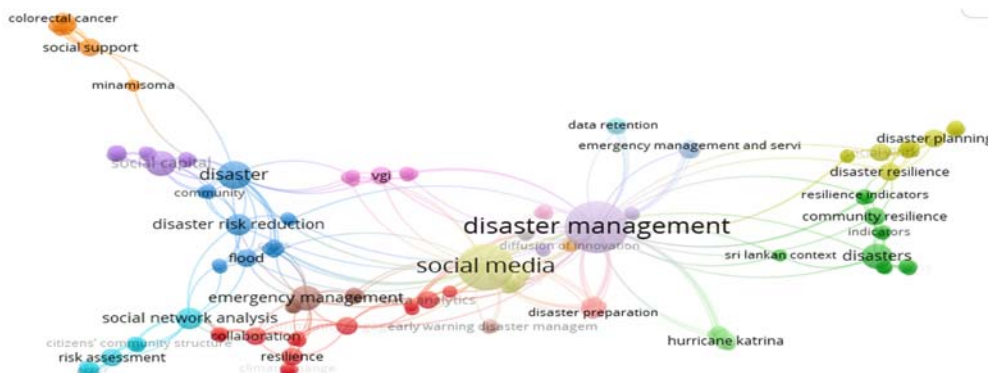 colorectal cancer
social support
minamisoma
social capital
disaster
community
disaster risk reduction
flood
vgi
data retention
emergency management and servi
disaster planning
disaster resilience
resilience indicators
community resilience
indicators
disasters
sri lankan context
disaster management
diffusion of innovation
social media
emergency management
analytics
social network analysis
collaboration
early warning disaster managem
disaster preparation
hurricane katrina
citizens' community structure
risk assessment
resilience
climate change